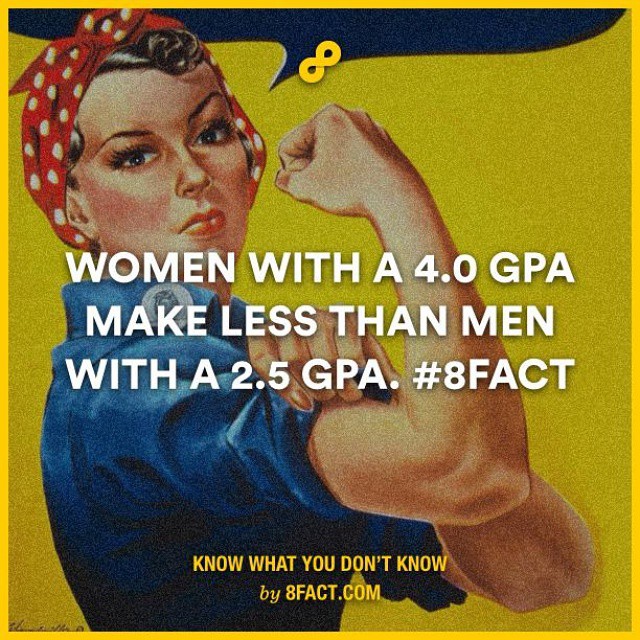 WOMEN WITH A 4.0 GPA
MAKE LESS THAN MEN
WITH A 2.5 GPA. #8FACT
KNOW WHAT YOU DON'T KNOW
by 8FACT.COM